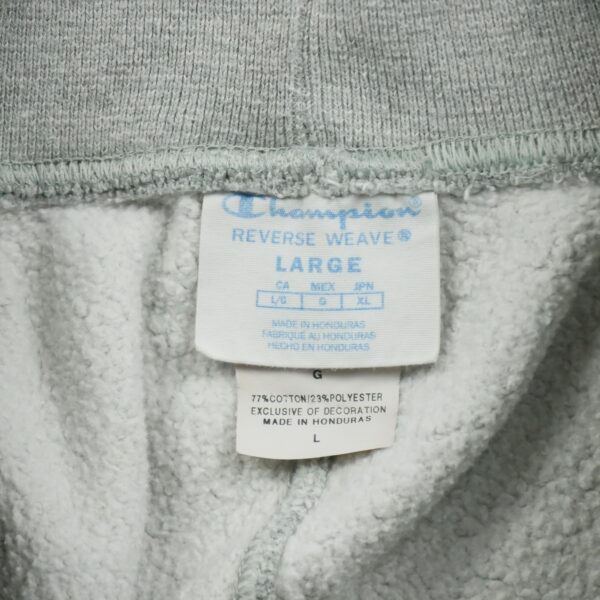 Champion®
REVERSE WEAVE®
LARGE
CA MEX JPN
L/G G XL
MADE IN HONDURAS
FABRIQUÉ AU HONDURAS
HECHO EN HONDURAS
G
77%COTTON/23%POLYESTER
EXCLUSIVE OF DECORATION
MADE IN HONDURAS
L